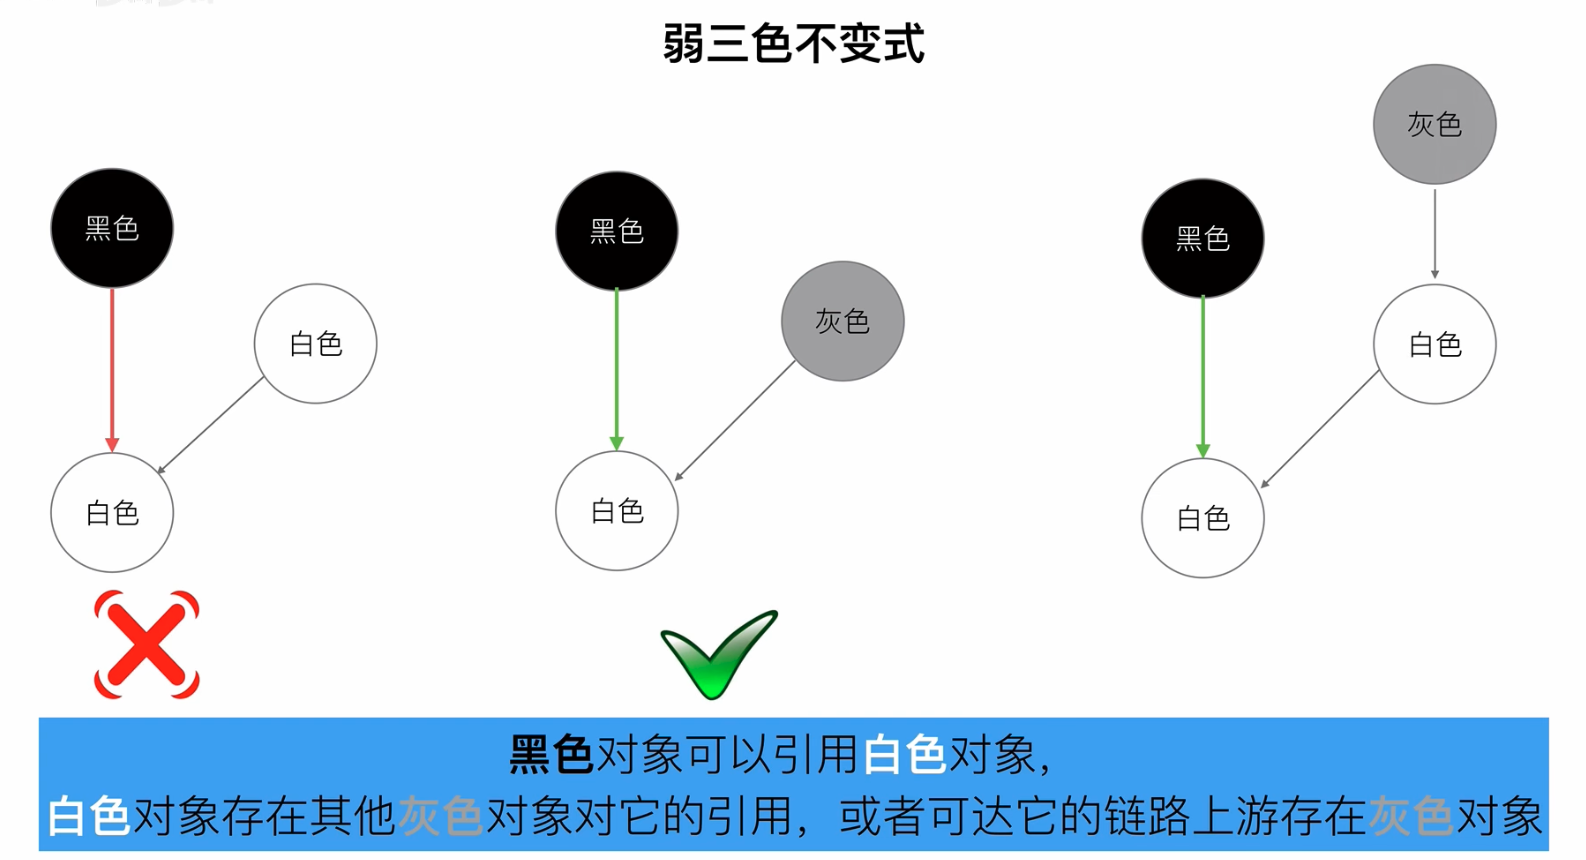 弱三色不变式
黑色
白色
白色
黑色
灰色
白色
灰色
黑色
白色
白色
黑色对象可以引用白色对象,
白色对象存在其他灰色对象对它的引用, 或者可达它的链路上游存在灰色对象